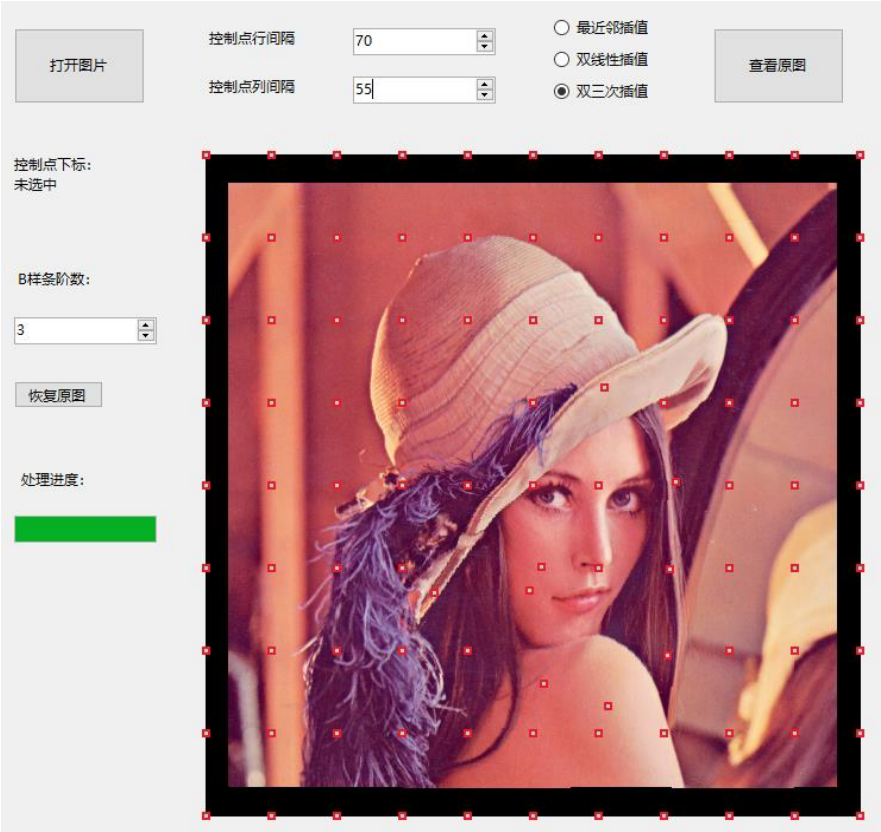 打开图片
控制点行间隔
70
控制点列间隔
55
最近邻插值
双线性插值
双三次插值
查看原图
控制点下标:
未选中
B样条阶数:
3
恢复原图
处理进度: